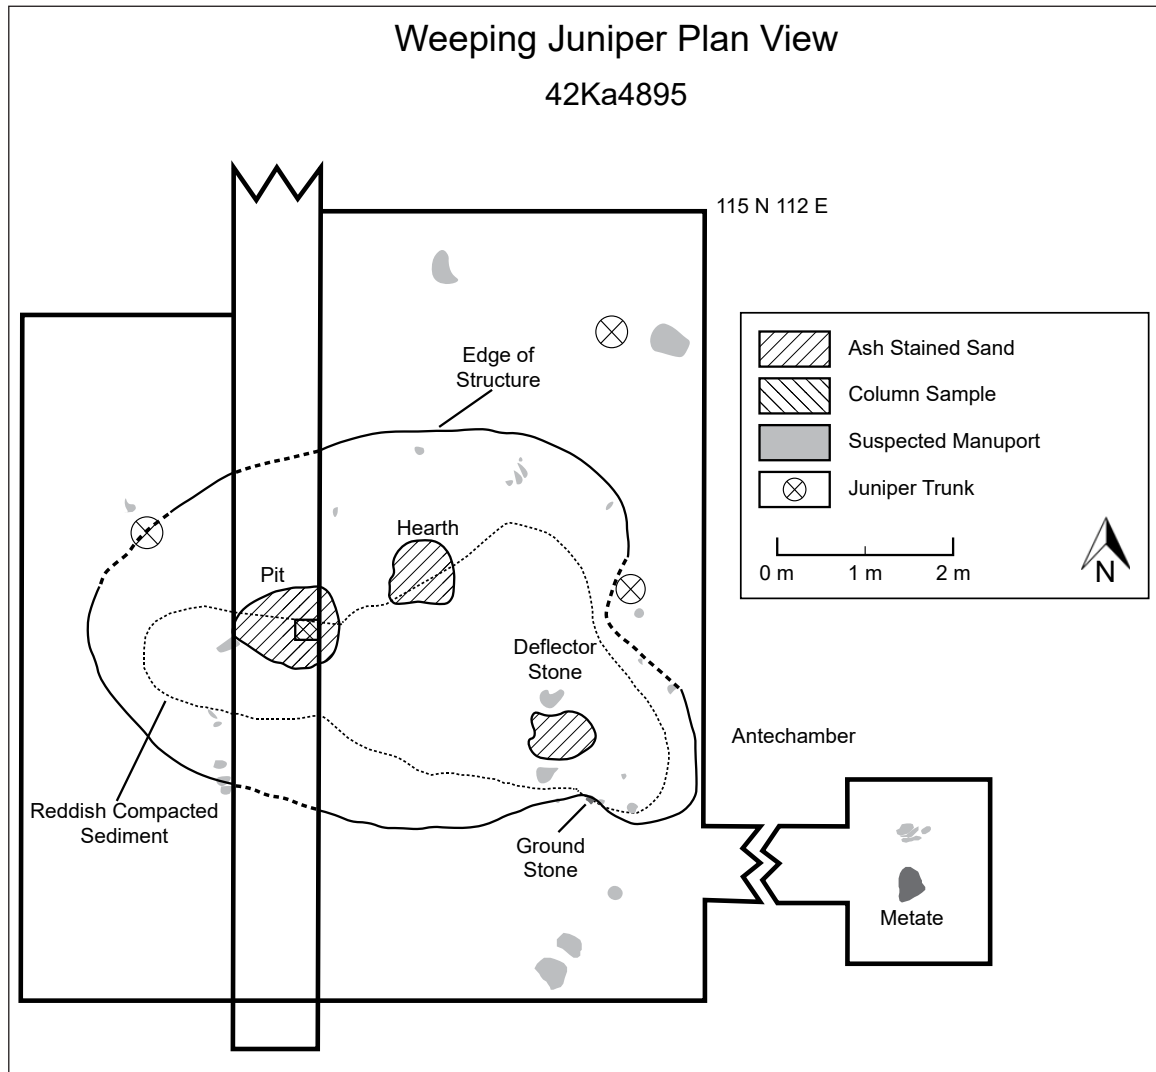 Weeping Juniper Plan View
42Ka4895
115 N 112 E
Edge of
Structure
Ash Stained Sand
Column Sample
Suspected Manuport
Juniper Trunk
0 m 1 m 2 m
N
Hearth
Pit
Deflector
Stone
Antechamber
Reddish Compacted
Sediment
Ground
Stone
Metate